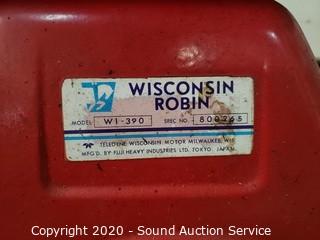 WISCONSIN
ROBIN
MODEL W1-390 SPEC NO. 800265
TELEDYNE WISCONSIN MOTOR MILWAUKEE, WIS.
MFG'D. BY FUJI HEAVY INDUSTRIES LTD. TOKYO, JAPAN
Copyright 2020 - Sound Auction Service